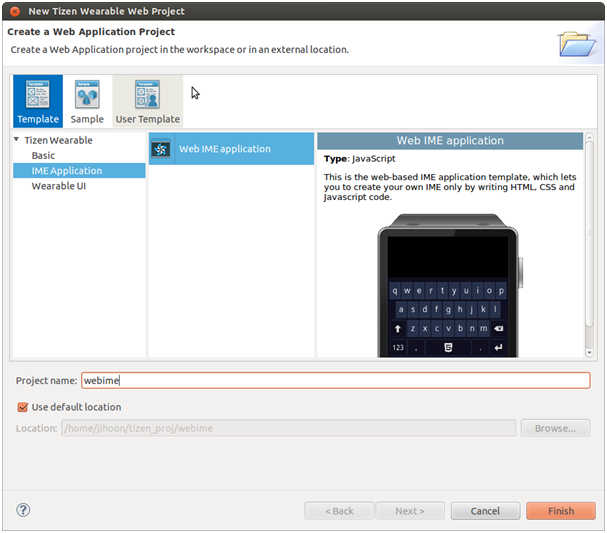 New Tizen Wearable Web Project
Create a Web Application Project
Create a Web Application project in the workspace or in an external location.
Template
Sample
User Template
Tizen Wearable
Basic
IME Application
Wearable UI
Web IME application
Web IME application
Type: JavaScript
This is the web-based IME application template, which lets
you to create your own IME only by writing HTML, CSS and
Javascript code.
q w e r t y u i o p
a s d f g h j k l
z x c v b n m
123 , .
Project name: webime
Use default location
Location: /home/jihoon/tizen_proj/webime Browse...
? < Back Next > Cancel Finish